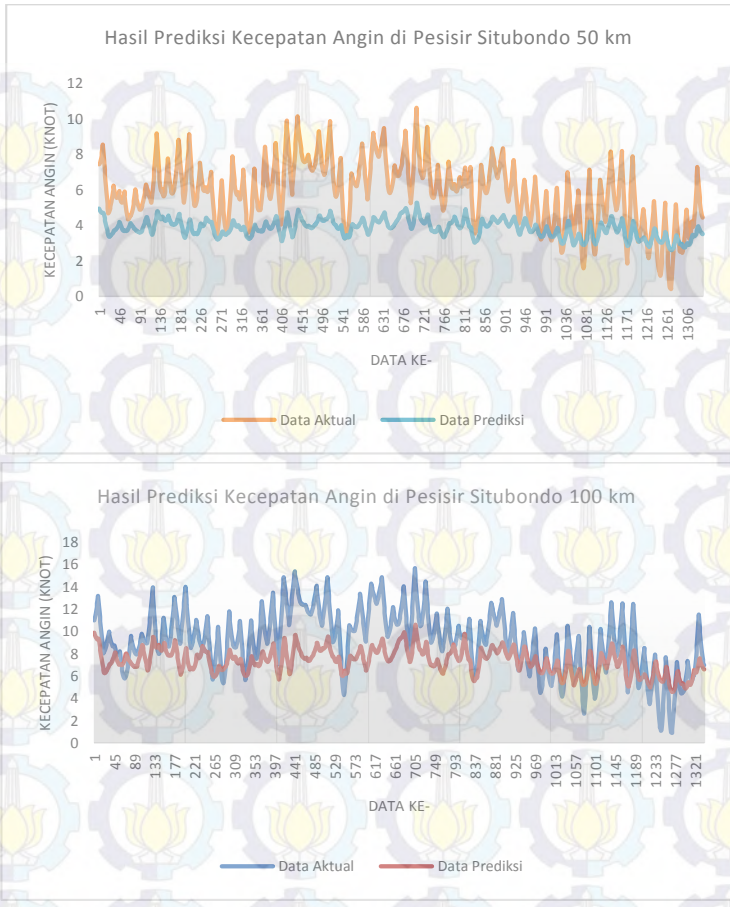 Hasil Prediksi Kecepatan Angin di Pesisir Situbondo 50 km
KECEPATAN ANGIN (KNOT)
12
10
8
6
4
2
0
1 46 91 136 181 226 271 316 361 406 451 496 541 586 631 676 721 766 811 856 901 946 991 1036 1081 1126 1171 1216 1261 1306
DATA KE-
Data Aktual Data Prediksi
Hasil Prediksi Kecepatan Angin di Pesisir Situbondo 100 km
KECEPATAN ANGIN (KNOT)
18
16
14
12
10
8
6
4
2
0
1 45 89 133 177 221 265 309 353 397 441 485 529 573 617 661 705 749 793 837 881 925 969 1013 1057 1101 1145 1189 1233 1277 1321
DATA KE-
Data Aktual Data Prediksi